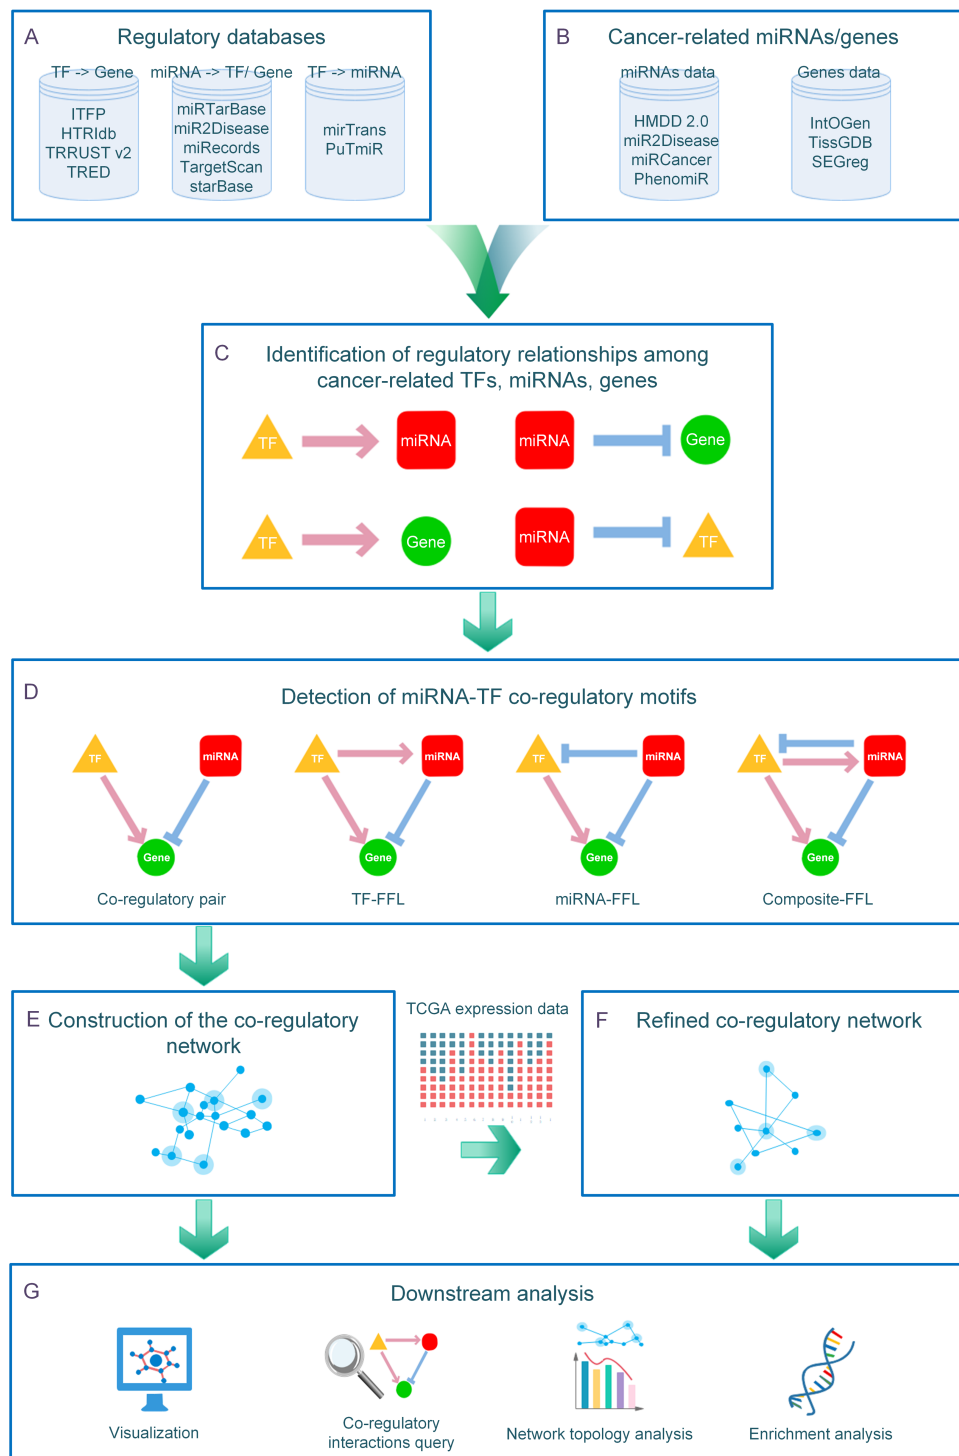 A
Regulatory databases
TF -> Gene
miRNA -> TF/ Gene
TF -> miRNA
ITFP
HTRIdb
TRRUST v2
TRED
miRTarBase
miR2Disease
miRecords
TargetScan
starBase
mirTrans
PuTmiR
B
Cancer-related miRNAs/genes
miRNAs data
Genes data
HMDD 2.0
miR2Disease
miRCancer
PhenomiR
IntOGen
TissGDB
SEGreg
C
Identification of regulatory relationships among
cancer-related TFs, miRNAs, genes
TF
miRNA
miRNA
Gene
TF
Gene
miRNA
TF
D
Detection of miRNA-TF co-regulatory motifs
TF
miRNA
Gene
Co-regulatory pair
TF
miRNA
Gene
TF-FFL
TF
miRNA
Gene
miRNA-FFL
TF
miRNA
Gene
Composite-FFL
E
Construction of the co-regulatory
network
TCGA expression data
F
Refined co-regulatory network
G
Downstream analysis
Visualization
Co-regulatory
interactions query
Network topology analysis
Enrichment analysis